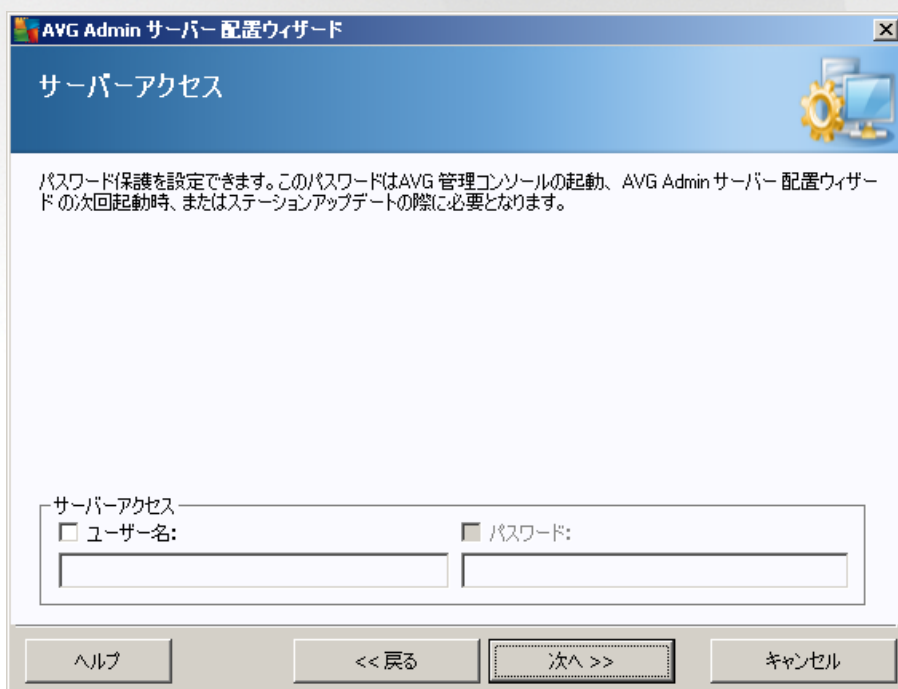 AVG Admin サーバー 配置ウィザード
サーバーアクセス
パスワード保護を設定できます。このパスワードはAVG 管理コンソールの起動、AVG Admin サーバー 配置ウィザー
ド の次回起動時、またはステーションアップデートの際に必要となります。
サーバーアクセス
ユーザー名:
パスワード:
ヘルプ
<< 戻る
次へ >>
キャンセル